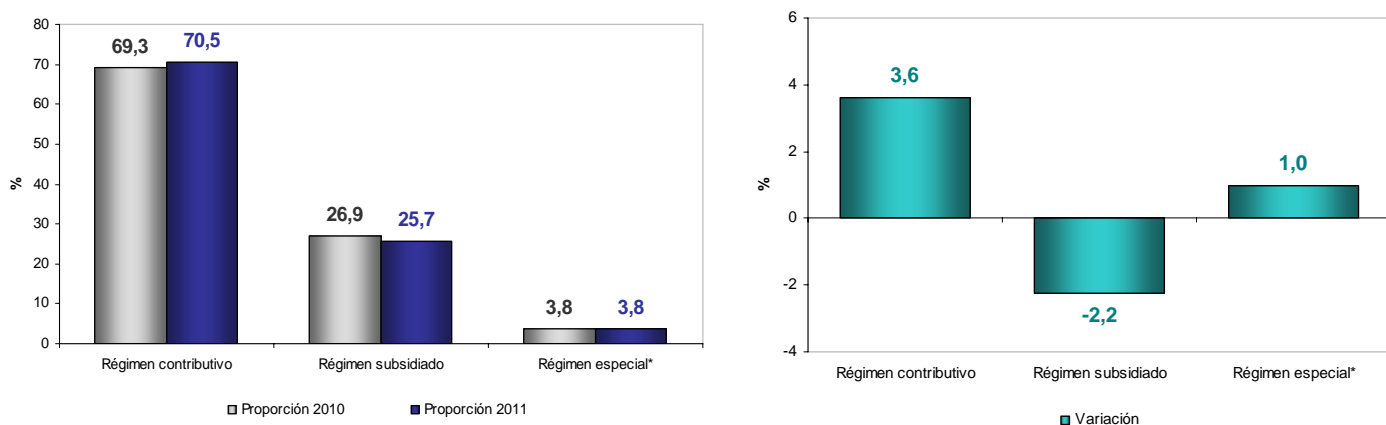 80
70
60
50
40
30
20
10
0
%
69,3
70,5
26,9
25,7
3,8
3,8
Régimen contributivo
Régimen subsidiado
Régimen especial*
Proporción 2010
Proporción 2011
6
4
2
0
-2
-4
%
3,6
-2,2
1,0
Régimen contributivo
Régimen subsidiado
Régimen especial*
Variación